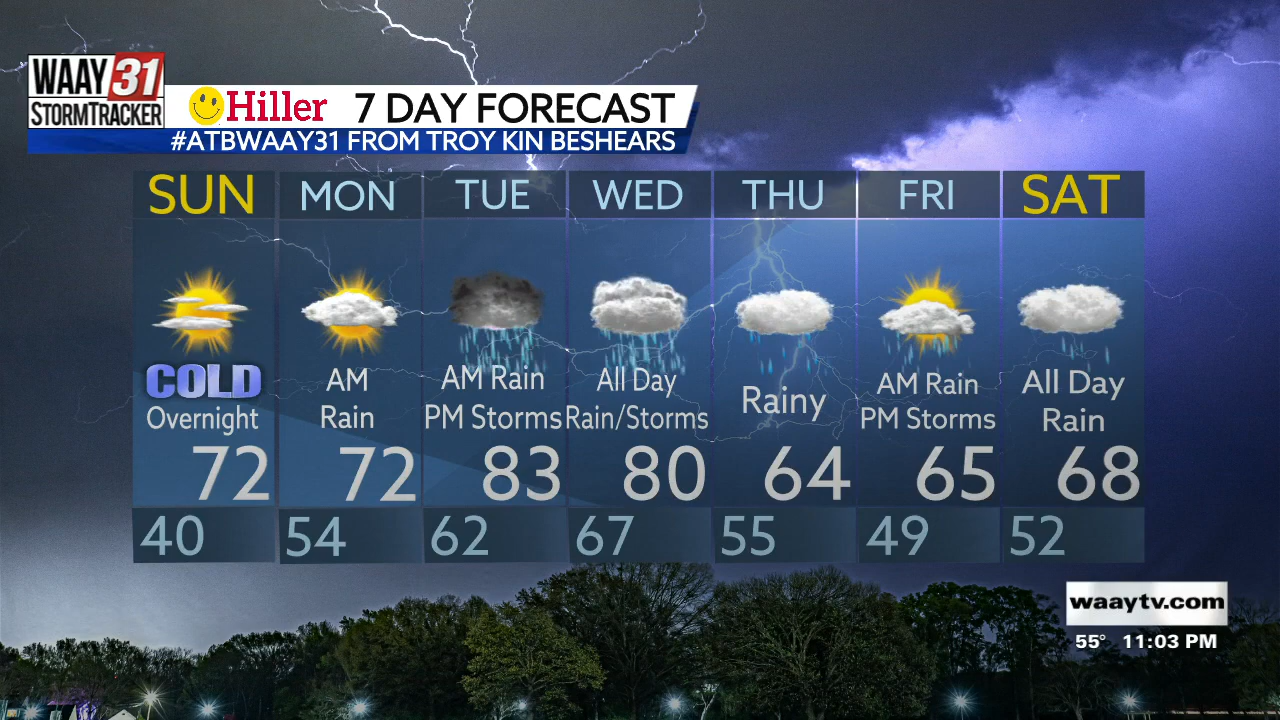 WAAY 31
STORMTRACKER
Hiller 7 DAY FORECAST
#ATBWAAY31 FROM TROY KIN BESHEARS
SUN MON TUE WED THU FRI SAT
COLD
Overnight
AM
Rain
AM Rain
PM Storms
All Day
Rain/Storms
Rainy
AM Rain
PM Storms
All Day
Rain
72 72 83 80 64 65 68
40 54 62 67 55 49 52
waaytv.com
55° 11:03 PM